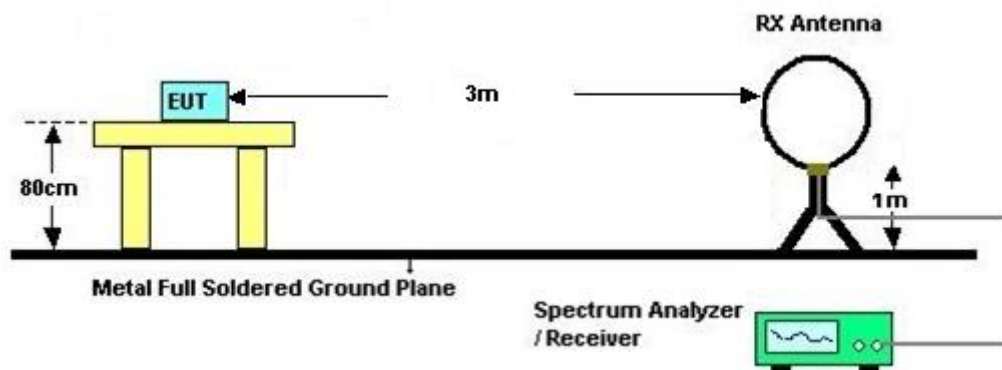 RX Antenna
EUT
3m
80cm
1m
Metal Full Soldered Ground Plane
Spectrum Analyzer
/ Receiver